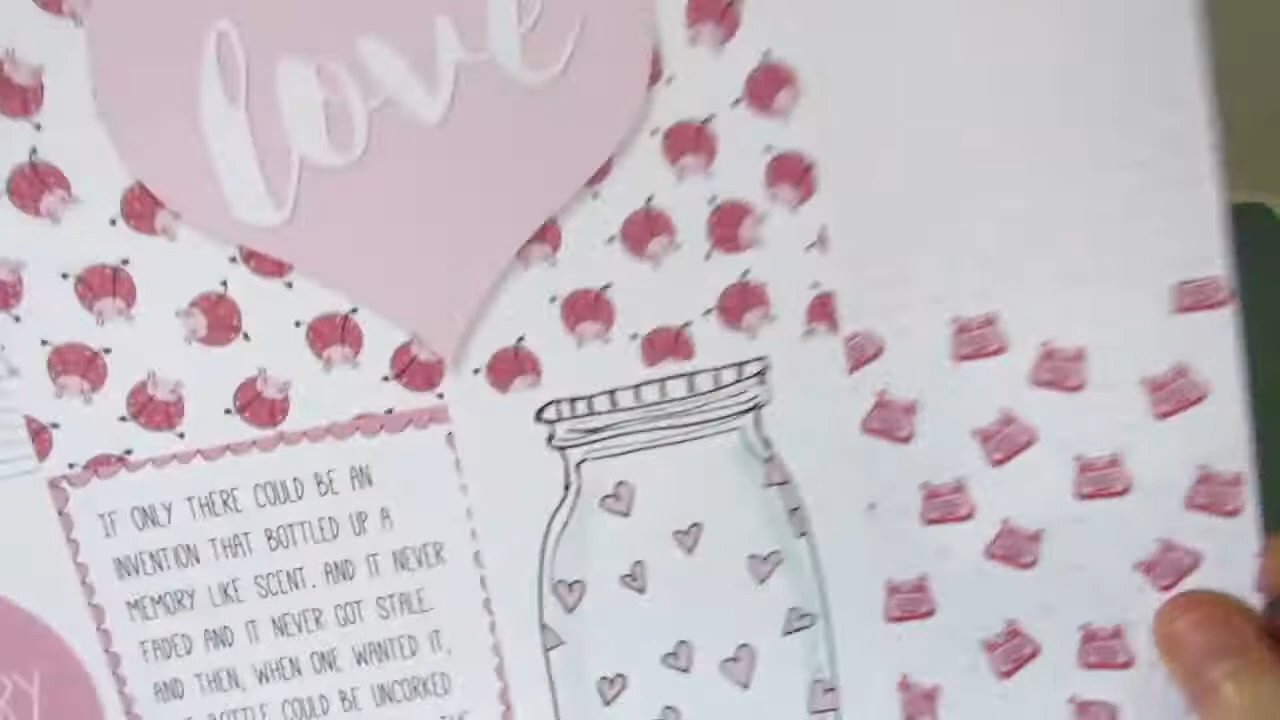 love
IF ONLY THERE COULD BE AN
INVENTION THAT BOTTLED UP A
MEMORY LIKE SCENT. AND IT NEVER
FADED AND IT NEVER GOT STALE.
AND THEN, WHEN ONE WANTED IT,
BOTTLE COULD BE UNCORKED